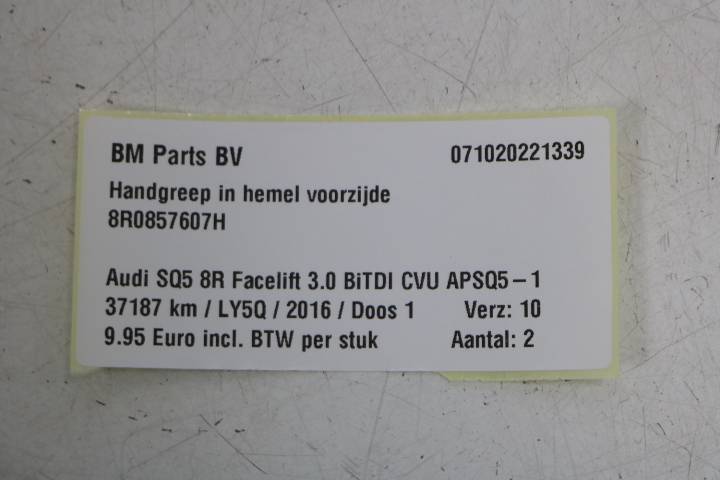 BM Parts BV 071020221339
Handgreep in hemel voorzijde
8R0857607H
Audi SQ5 8R Facelift 3.0 BiTDI CVU APSQ5-1
37187 km / LY5Q / 2016 / Doos 1 Verz: 10
9.95 Euro incl. BTW per stuk Aantal: 2